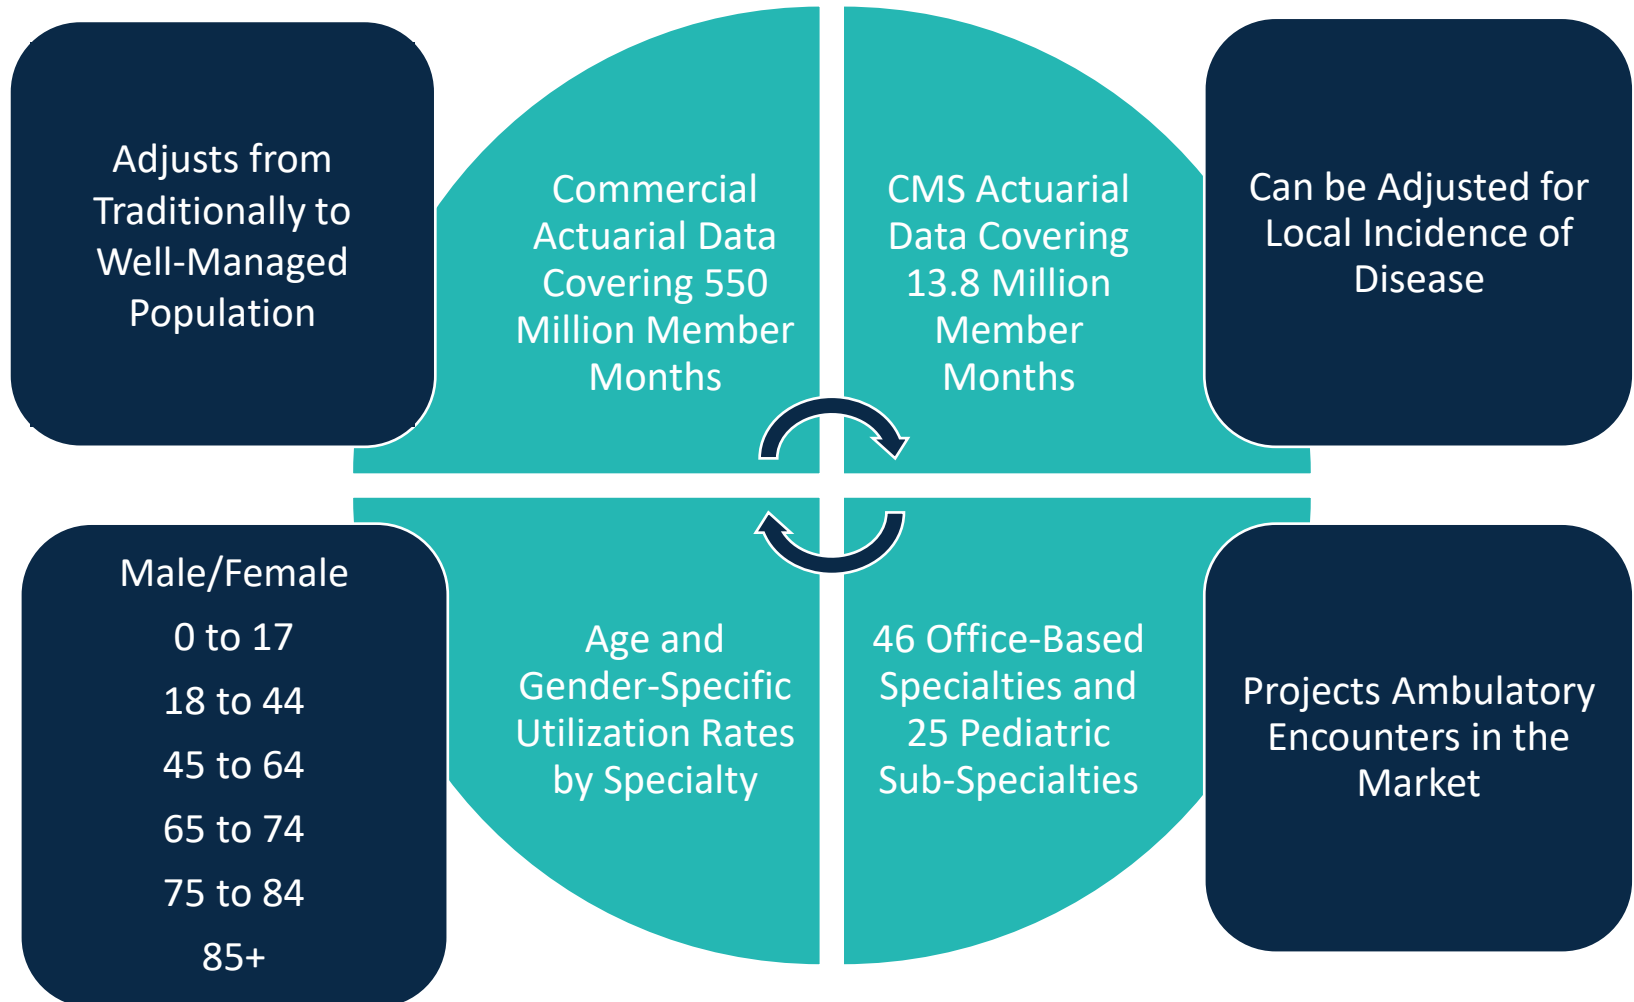 Adjusts from
Traditionally to
Well-Managed
Population
Commercial
Actuarial Data
Covering 550
Million Member
Months
CMS Actuarial
Data Covering
13.8 Million
Member
Months
Can be Adjusted for
Local Incidence of
Disease
Male/Female
0 to 17
18 to 44
45 to 64
65 to 74
75 to 84
85+
Age and
Gender-Specific
Utilization Rates
by Specialty
46 Office-Based
Specialties and
25 Pediatric
Sub-Specialties
Projects Ambulatory
Encounters in the
Market